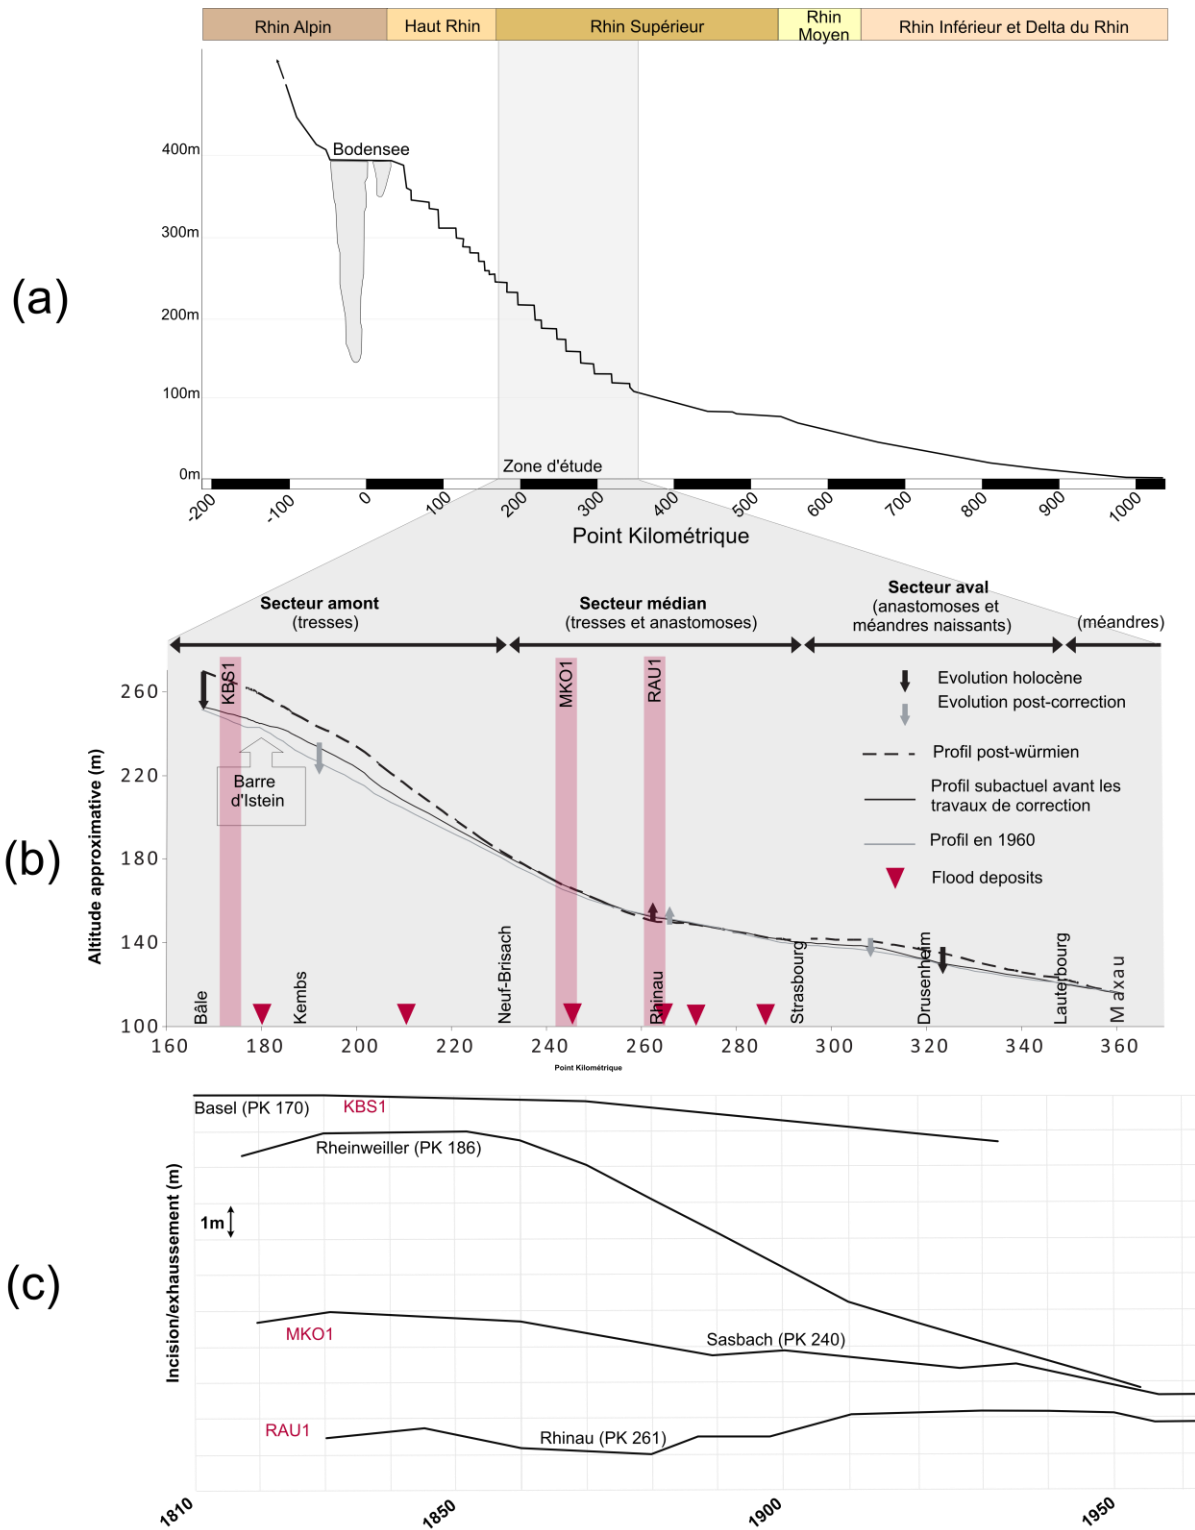 (a)
Rhin Alpin
Haut Rhin
Rhin Supérieur
Rhin
Moyen
Rhin Inférieur et Delta du Rhin
Bodensee
400m
300m
200m
100m
0m
Zone d'étude
-200
-100
0
100
200
300
400
500
600
700
800
900
1000
Point Kilométrique
(b)
Secteur amont
(tresses)
Secteur médian
(tresses et anastomoses)
Secteur aval
(anastomoses et
méandres naissants)
(méandres)
KBS1
MKO1
RAU1
Evolution holocène
Evolution post-correction
Profil post-würmien
Profil subactuel avant les
travaux de correction
Profil en 1960
Flood deposits
Barre
d'Istein
Altitude approximative (m)
260
220
180
140
100
Bâle
Kembs
Neuf-Brisach
Rhinau
Strasbourg
Drusenheim
Lauterbourg
Maxau
160
180
200
220
240
260
280
300
320
340
360
Point Kilométrique
(c)
Basel (PK 170)
KBS1
Rheinweiller (PK 186)
Incision/exhaussement (m)
1m
MKO1
Sasbach (PK 240)
RAU1
Rhinau (PK 261)
1810
1850
1900
1950